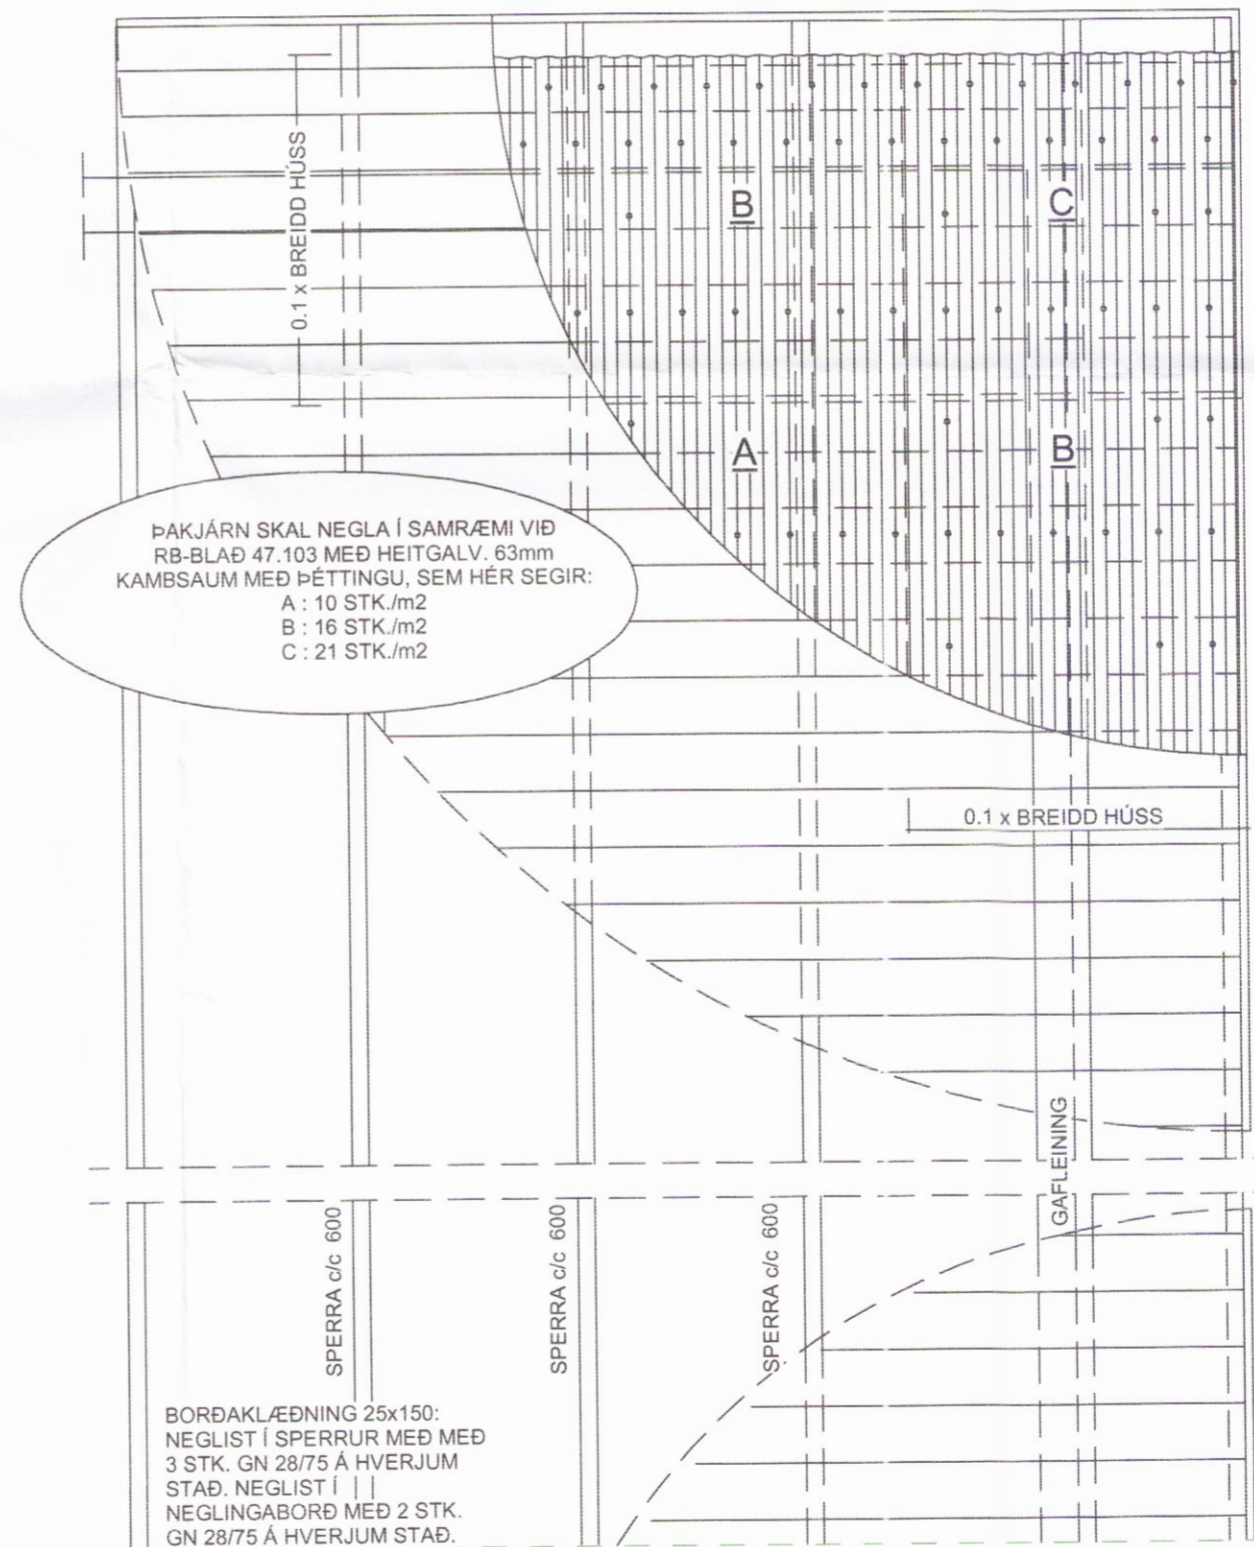 0.1 x BREIDD HÚSS
B
C
A
B
ÞAKJÁRN SKAL NEGLA Í SAMRÆMI VIÐ
RB-BLAÐ 47.103 MEÐ HEITGALV. 63mm
KAMBSAUM MEÐ ÞÉTTINGU, SEM HÉR SEGIR:
A : 10 STK./m2
B : 16 STK./m2
C : 21 STK./m2
0.1 x BREIDD HÚSS
GAFLEINING
SPERRA c/c 600
SPERRA c/c 600
SPERRA c/c 600
BORÐAKLÆÐNING 25x150:
NEGLIST Í SPERRUR MEÐ MEÐ
3 STK. GN 28/75 Á HVERJUM
STAÐ. NEGLIST Í
NEGLINGABORÐ MEÐ 2 STK.
GN 28/75 Á HVERJUM STAÐ.